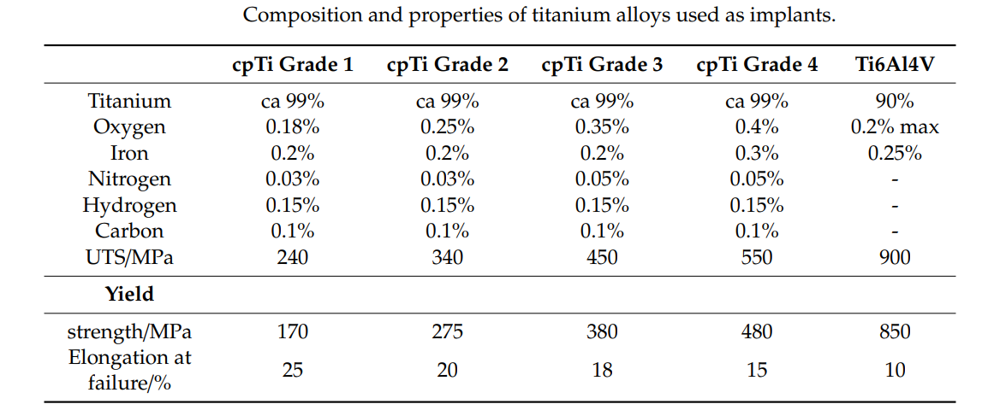 Composition and properties of titanium alloys used as implants.
cpTi Grade 1 cpTi Grade 2 cpTi Grade 3 cpTi Grade 4 Ti6Al4V
Titanium ca 99% ca 99% ca 99% ca 99% 90%
Oxygen 0.18% 0.25% 0.35% 0.4% 0.2% max
Iron 0.2% 0.2% 0.2% 0.3% 0.25%
Nitrogen 0.03% 0.03% 0.05% 0.05% -
Hydrogen 0.15% 0.15% 0.15% 0.15% -
Carbon 0.1% 0.1% 0.1% 0.1% -
UTS/MPa 240 340 450 550 900
Yield
strength/MPa 170 275 380 480 850
Elongation at
failure/% 25 20 18 15 10